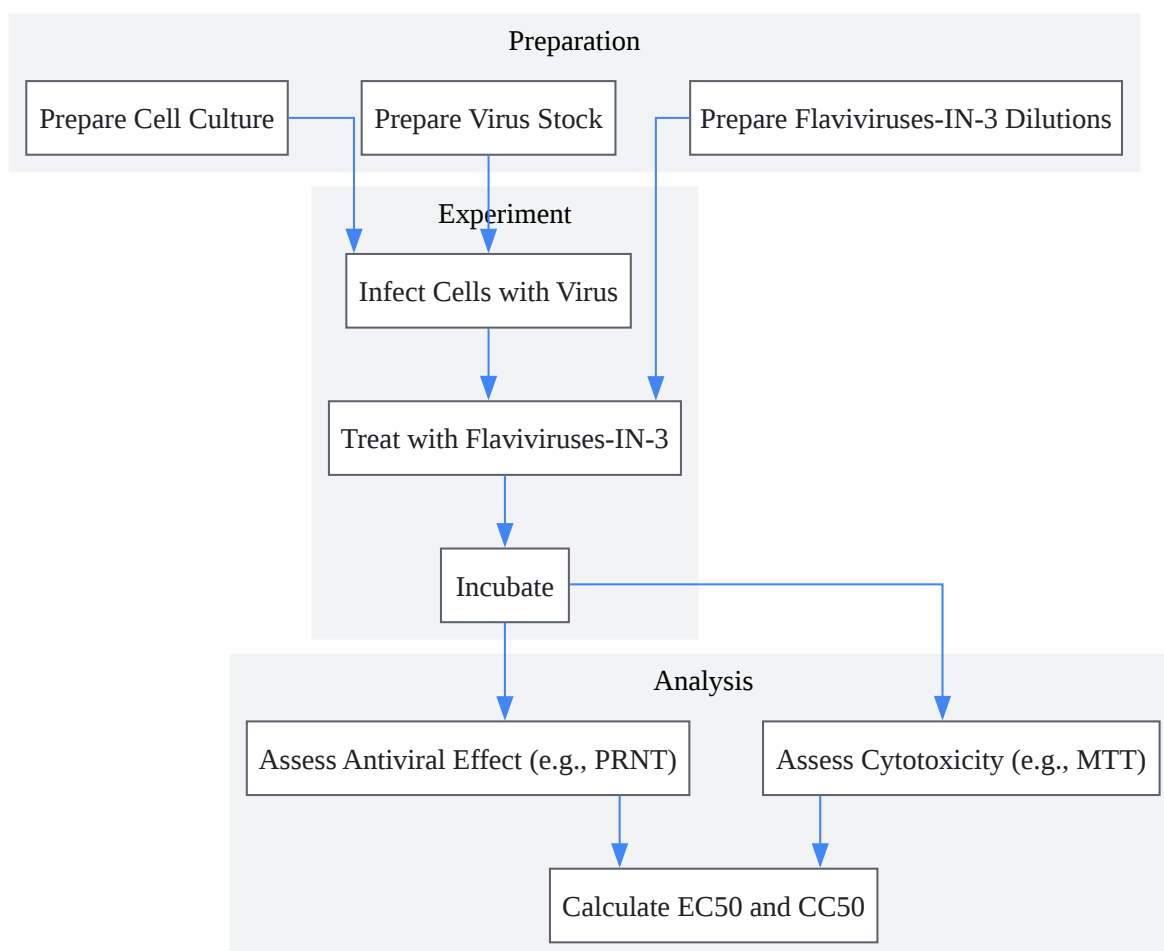 Preparation
Prepare Cell Culture
Prepare Virus Stock
Prepare Flaviviruses-IN-3 Dilutions
Experiment
Infect Cells with Virus
Treat with Flaviviruses-IN-3
Incubate
Analysis
Assess Antiviral Effect (e.g., PRNT)
Assess Cytotoxicity (e.g., MTT)
Calculate EC50 and CC50